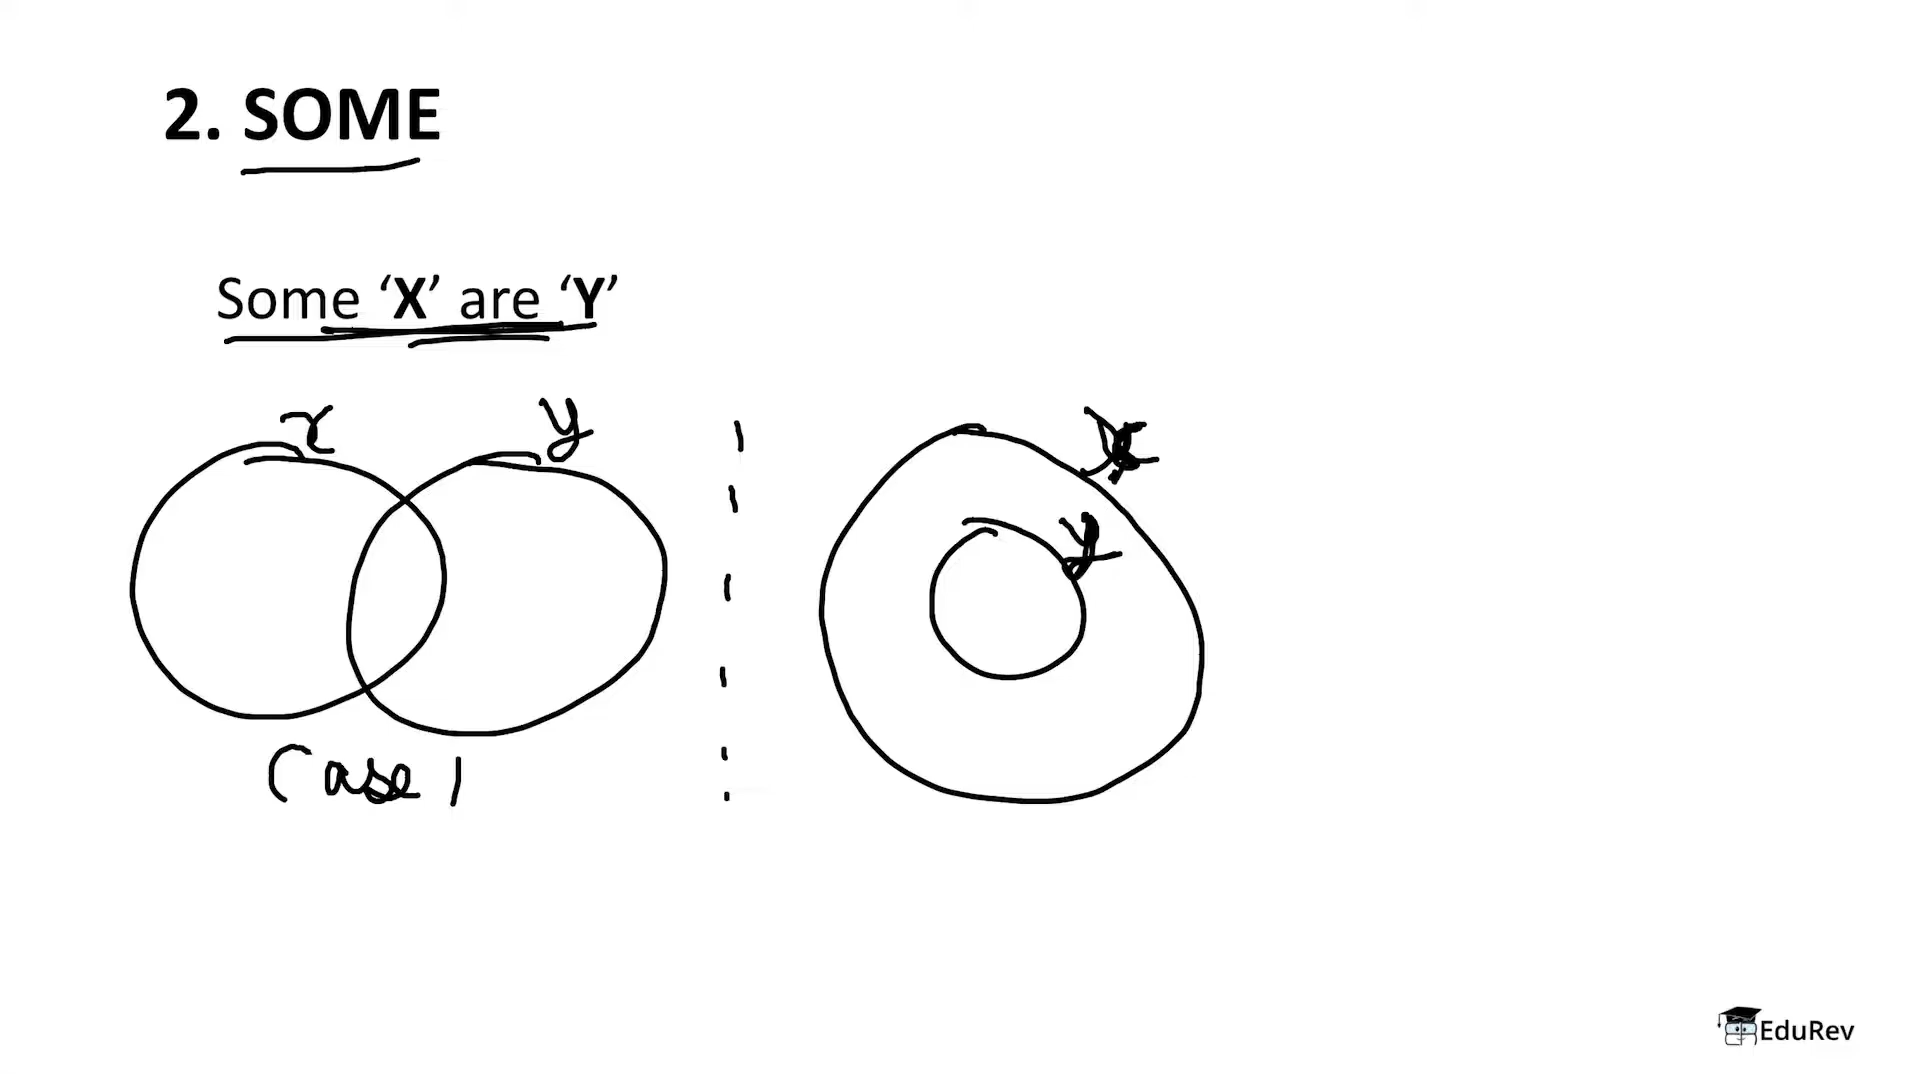 2. SOME
Some ‘X’ are ‘Y’
x
y
y
Case 1
EduRev